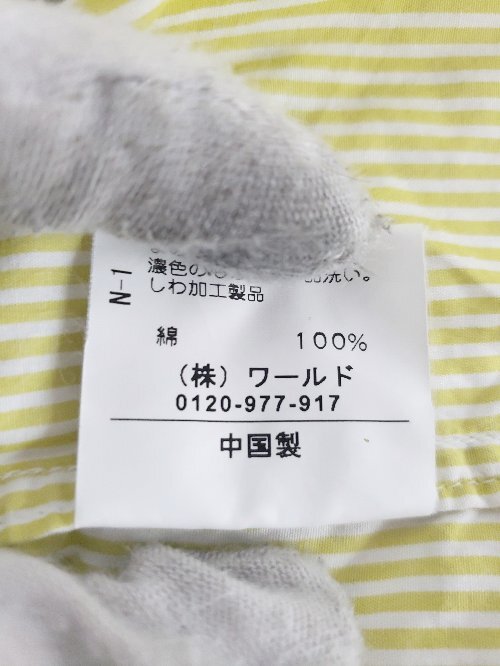 濃色の 品洗い。
しわ加工製品
N-1
綿 100%
（株）ワールド
0120-977-917
中国製